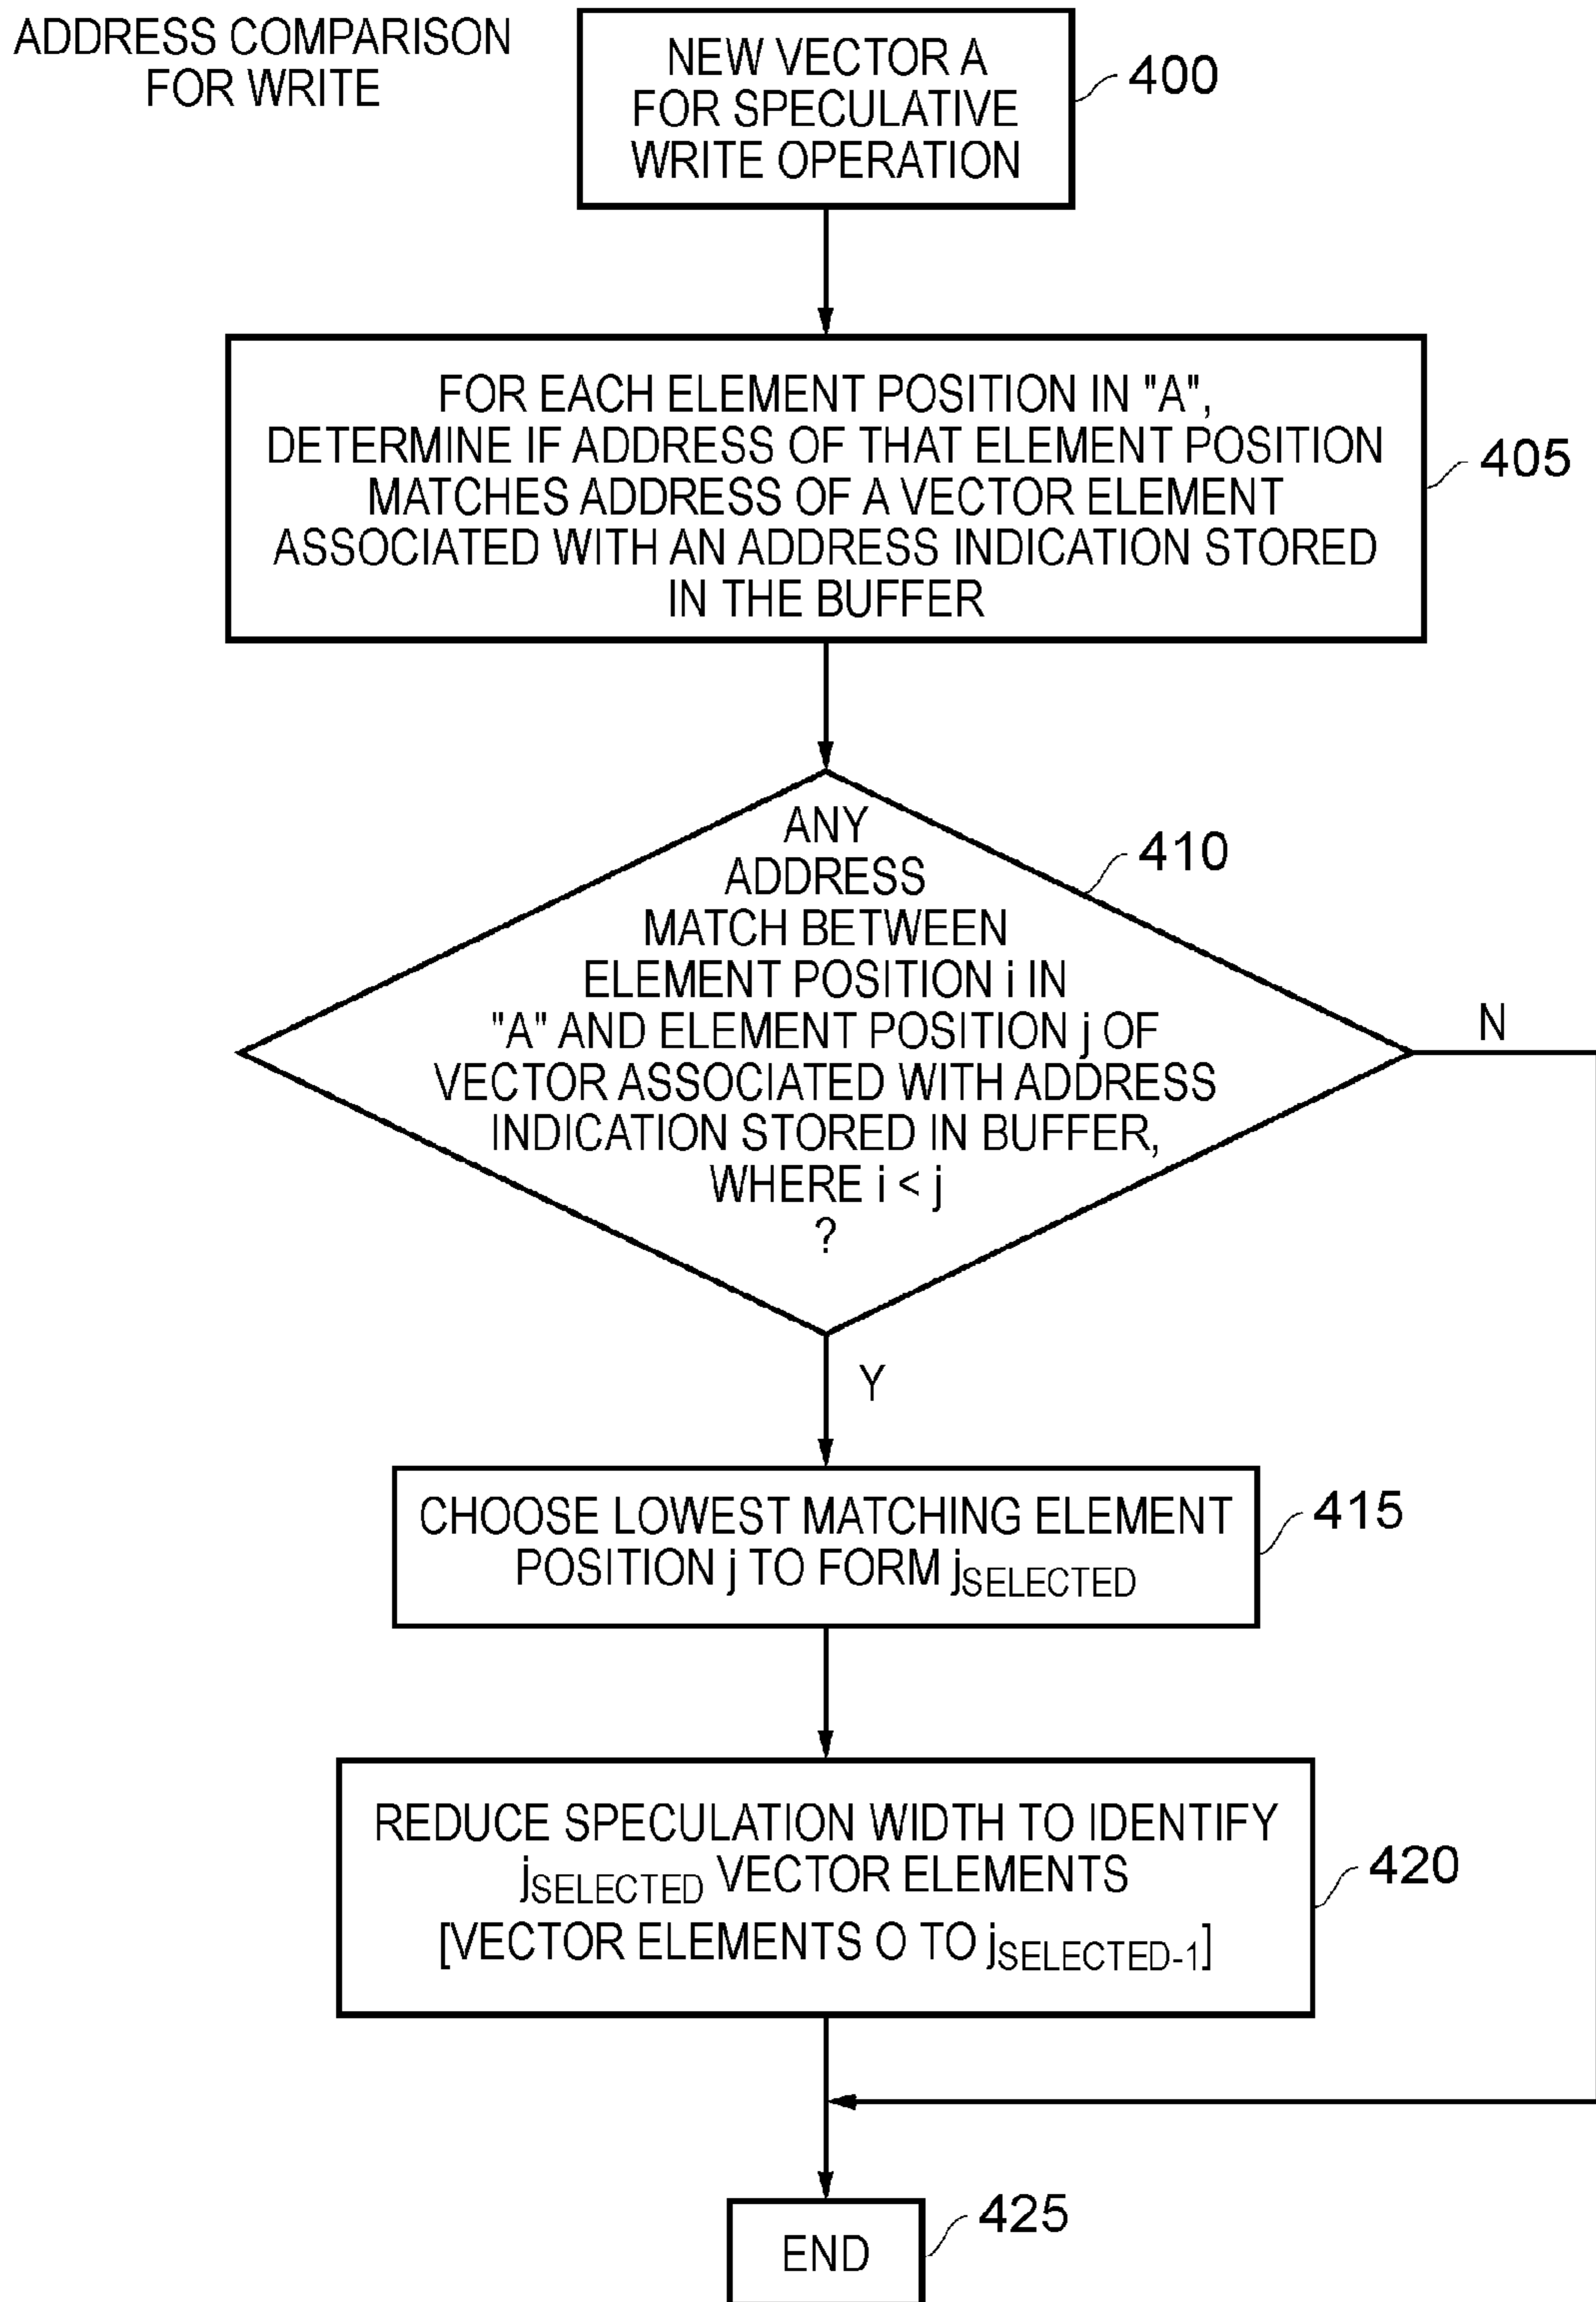 ADDRESS COMPARISON
FOR WRITE
NEW VECTOR A
FOR SPECULATIVE
WRITE OPERATION
400
FOR EACH ELEMENT POSITION IN "A",
DETERMINE IF ADDRESS OF THAT ELEMENT POSITION
MATCHES ADDRESS OF A VECTOR ELEMENT
ASSOCIATED WITH AN ADDRESS INDICATION STORED
IN THE BUFFER
405
ANY
ADDRESS
MATCH BETWEEN
ELEMENT POSITION i IN
"A" AND ELEMENT POSITION j OF
VECTOR ASSOCIATED WITH ADDRESS
INDICATION STORED IN BUFFER,
WHERE i < j
?
410
N
Y
CHOOSE LOWEST MATCHING ELEMENT
POSITION j TO FORM jSELECTED
415
REDUCE SPECULATION WIDTH TO IDENTIFY
jSELECTED VECTOR ELEMENTS
[VECTOR ELEMENTS O TO jSELECTED-1]
420
END
425